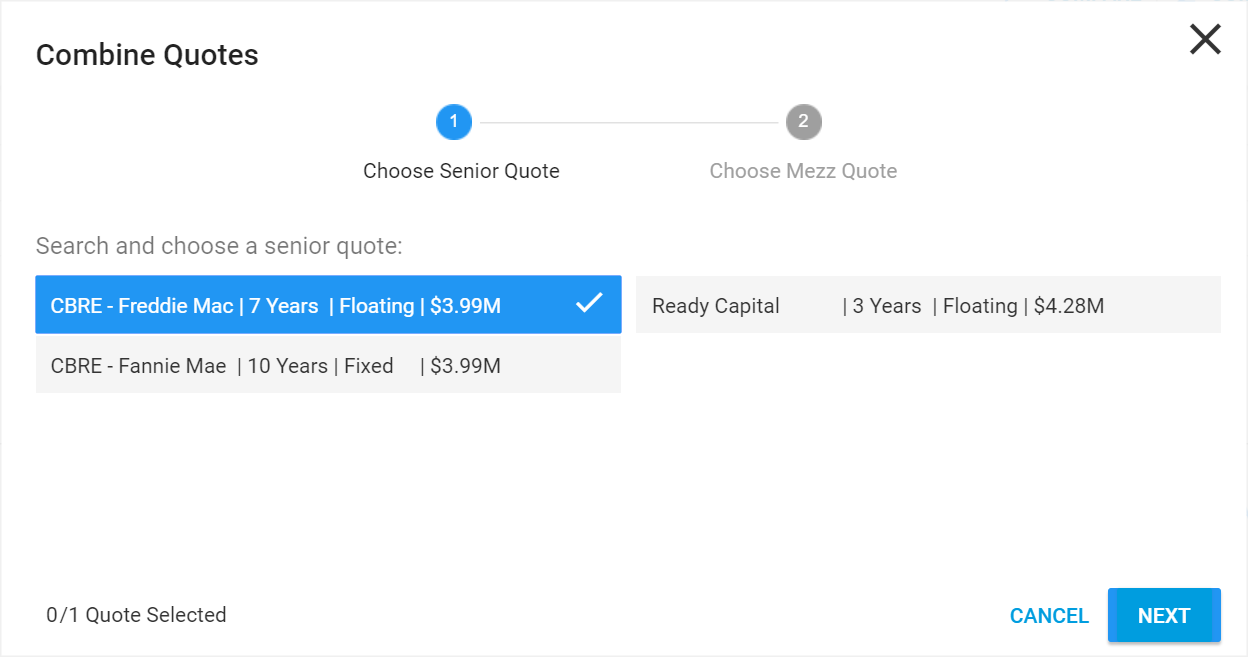 Combine Quotes
1
2
Choose Senior Quote
Choose Mezz Quote
Search and choose a senior quote:
CBRE - Freddie Mac | 7 Years | Floating | $3.99M
Ready Capital | 3 Years | Floating | $4.28M
CBRE - Fannie Mae | 10 Years | Fixed | $3.99M
0/1 Quote Selected
CANCEL
NEXT